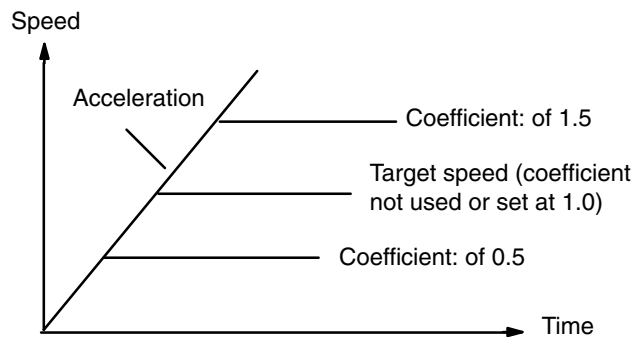 Speed
Acceleration
Coefficient: of 1.5
Target speed (coefficient
not used or set at 1.0)
Coefficient: of 0.5
Time